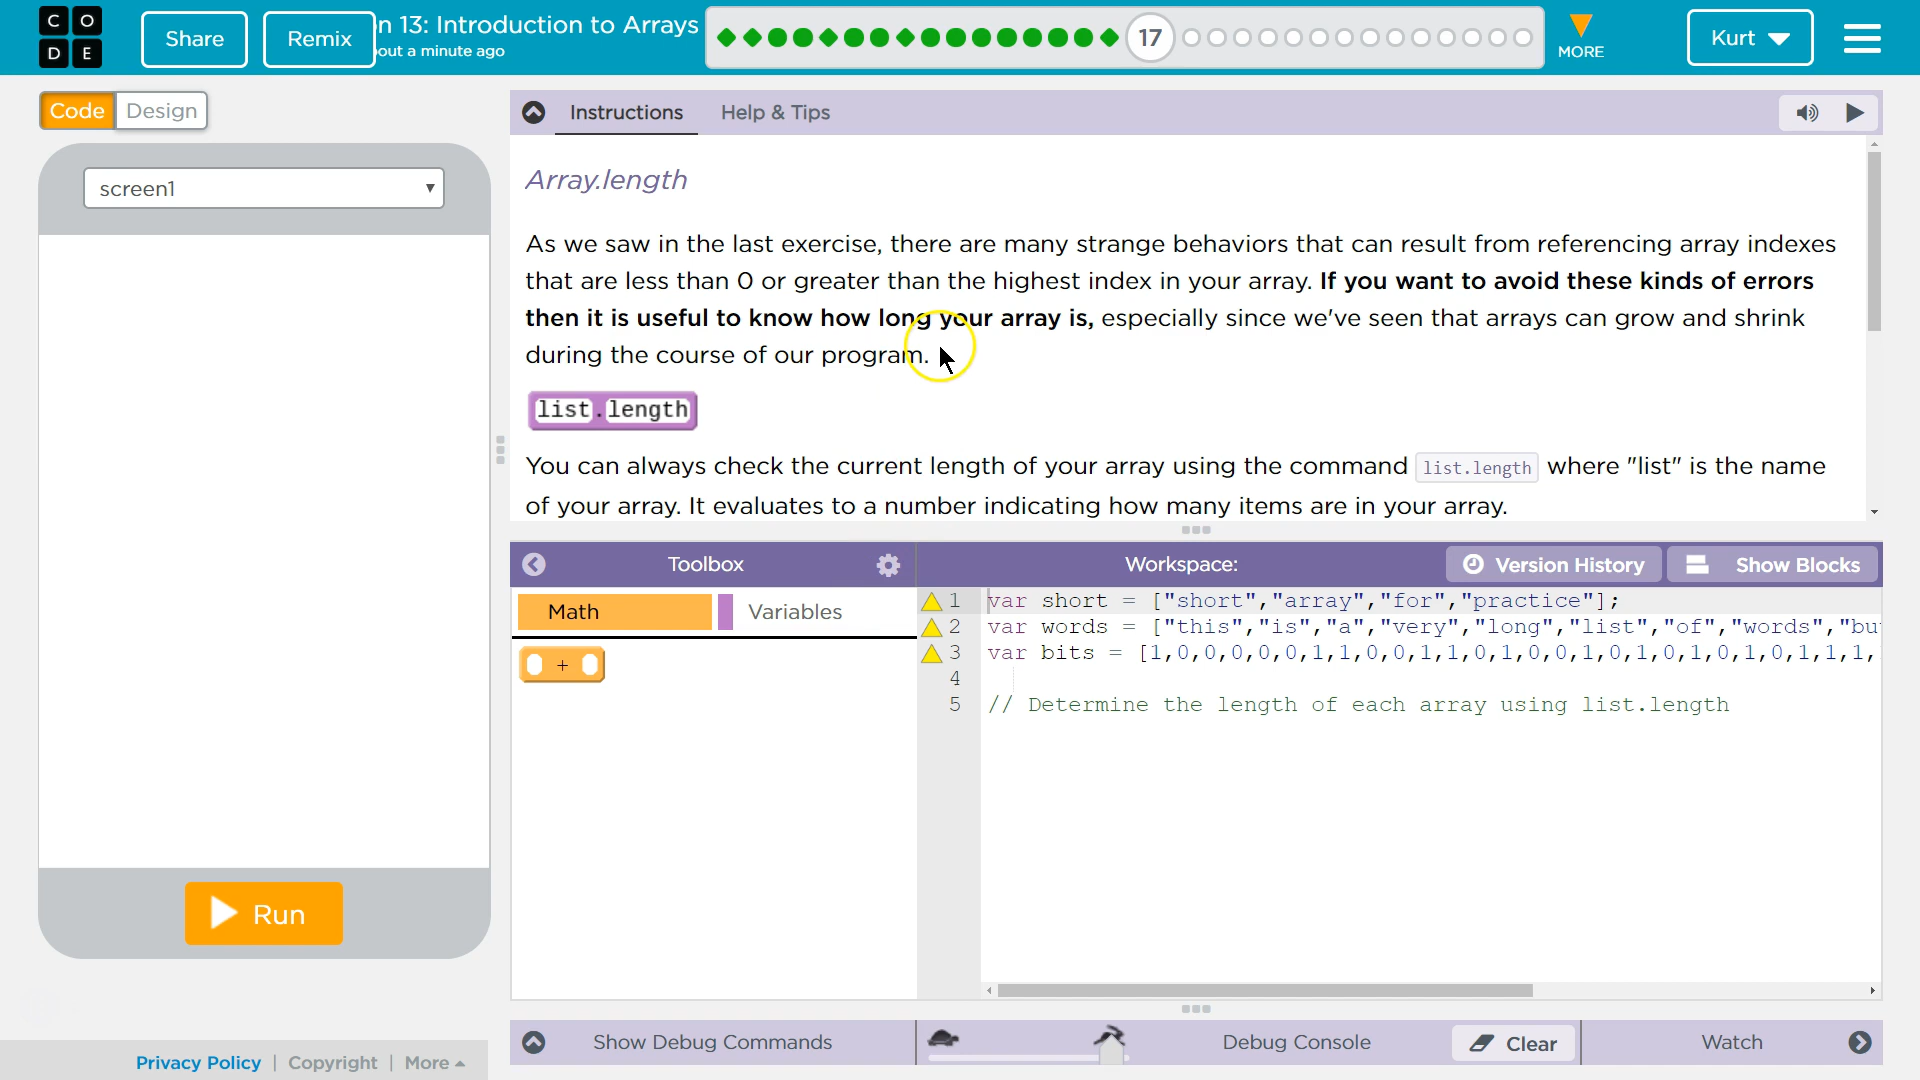 CODE
Share
Remix
n 13: Introduction to Arrays
out a minute ago
17
MORE
Kurt
Code
Design
screen1
Run
Instructions
Help & Tips
Array.length
As we saw in the last exercise, there are many strange behaviors that can result from referencing array indexes
that are less than 0 or greater than the highest index in your array. If you want to avoid these kinds of errors
then it is useful to know how long your array is, especially since we've seen that arrays can grow and shrink
during the course of our program.
list.length
You can always check the current length of your array using the command list.length where "list" is the name
of your array. It evaluates to a number indicating how many items are in your array.
Toolbox
Workspace:
Version History
Show Blocks
Math
Variables
+
1 var short = ["short","array","for","practice"];
2 var words = ["this","is","a","very","long","list","of","words","bu
3 var bits = [1,0,0,0,0,0,1,1,0,0,1,1,0,1,0,0,1,0,1,0,1,0,1,0,1,1,1,
4
5 // Determine the length of each array using list.length
Show Debug Commands
Debug Console
Clear
Watch
Privacy Policy | Copyright | More